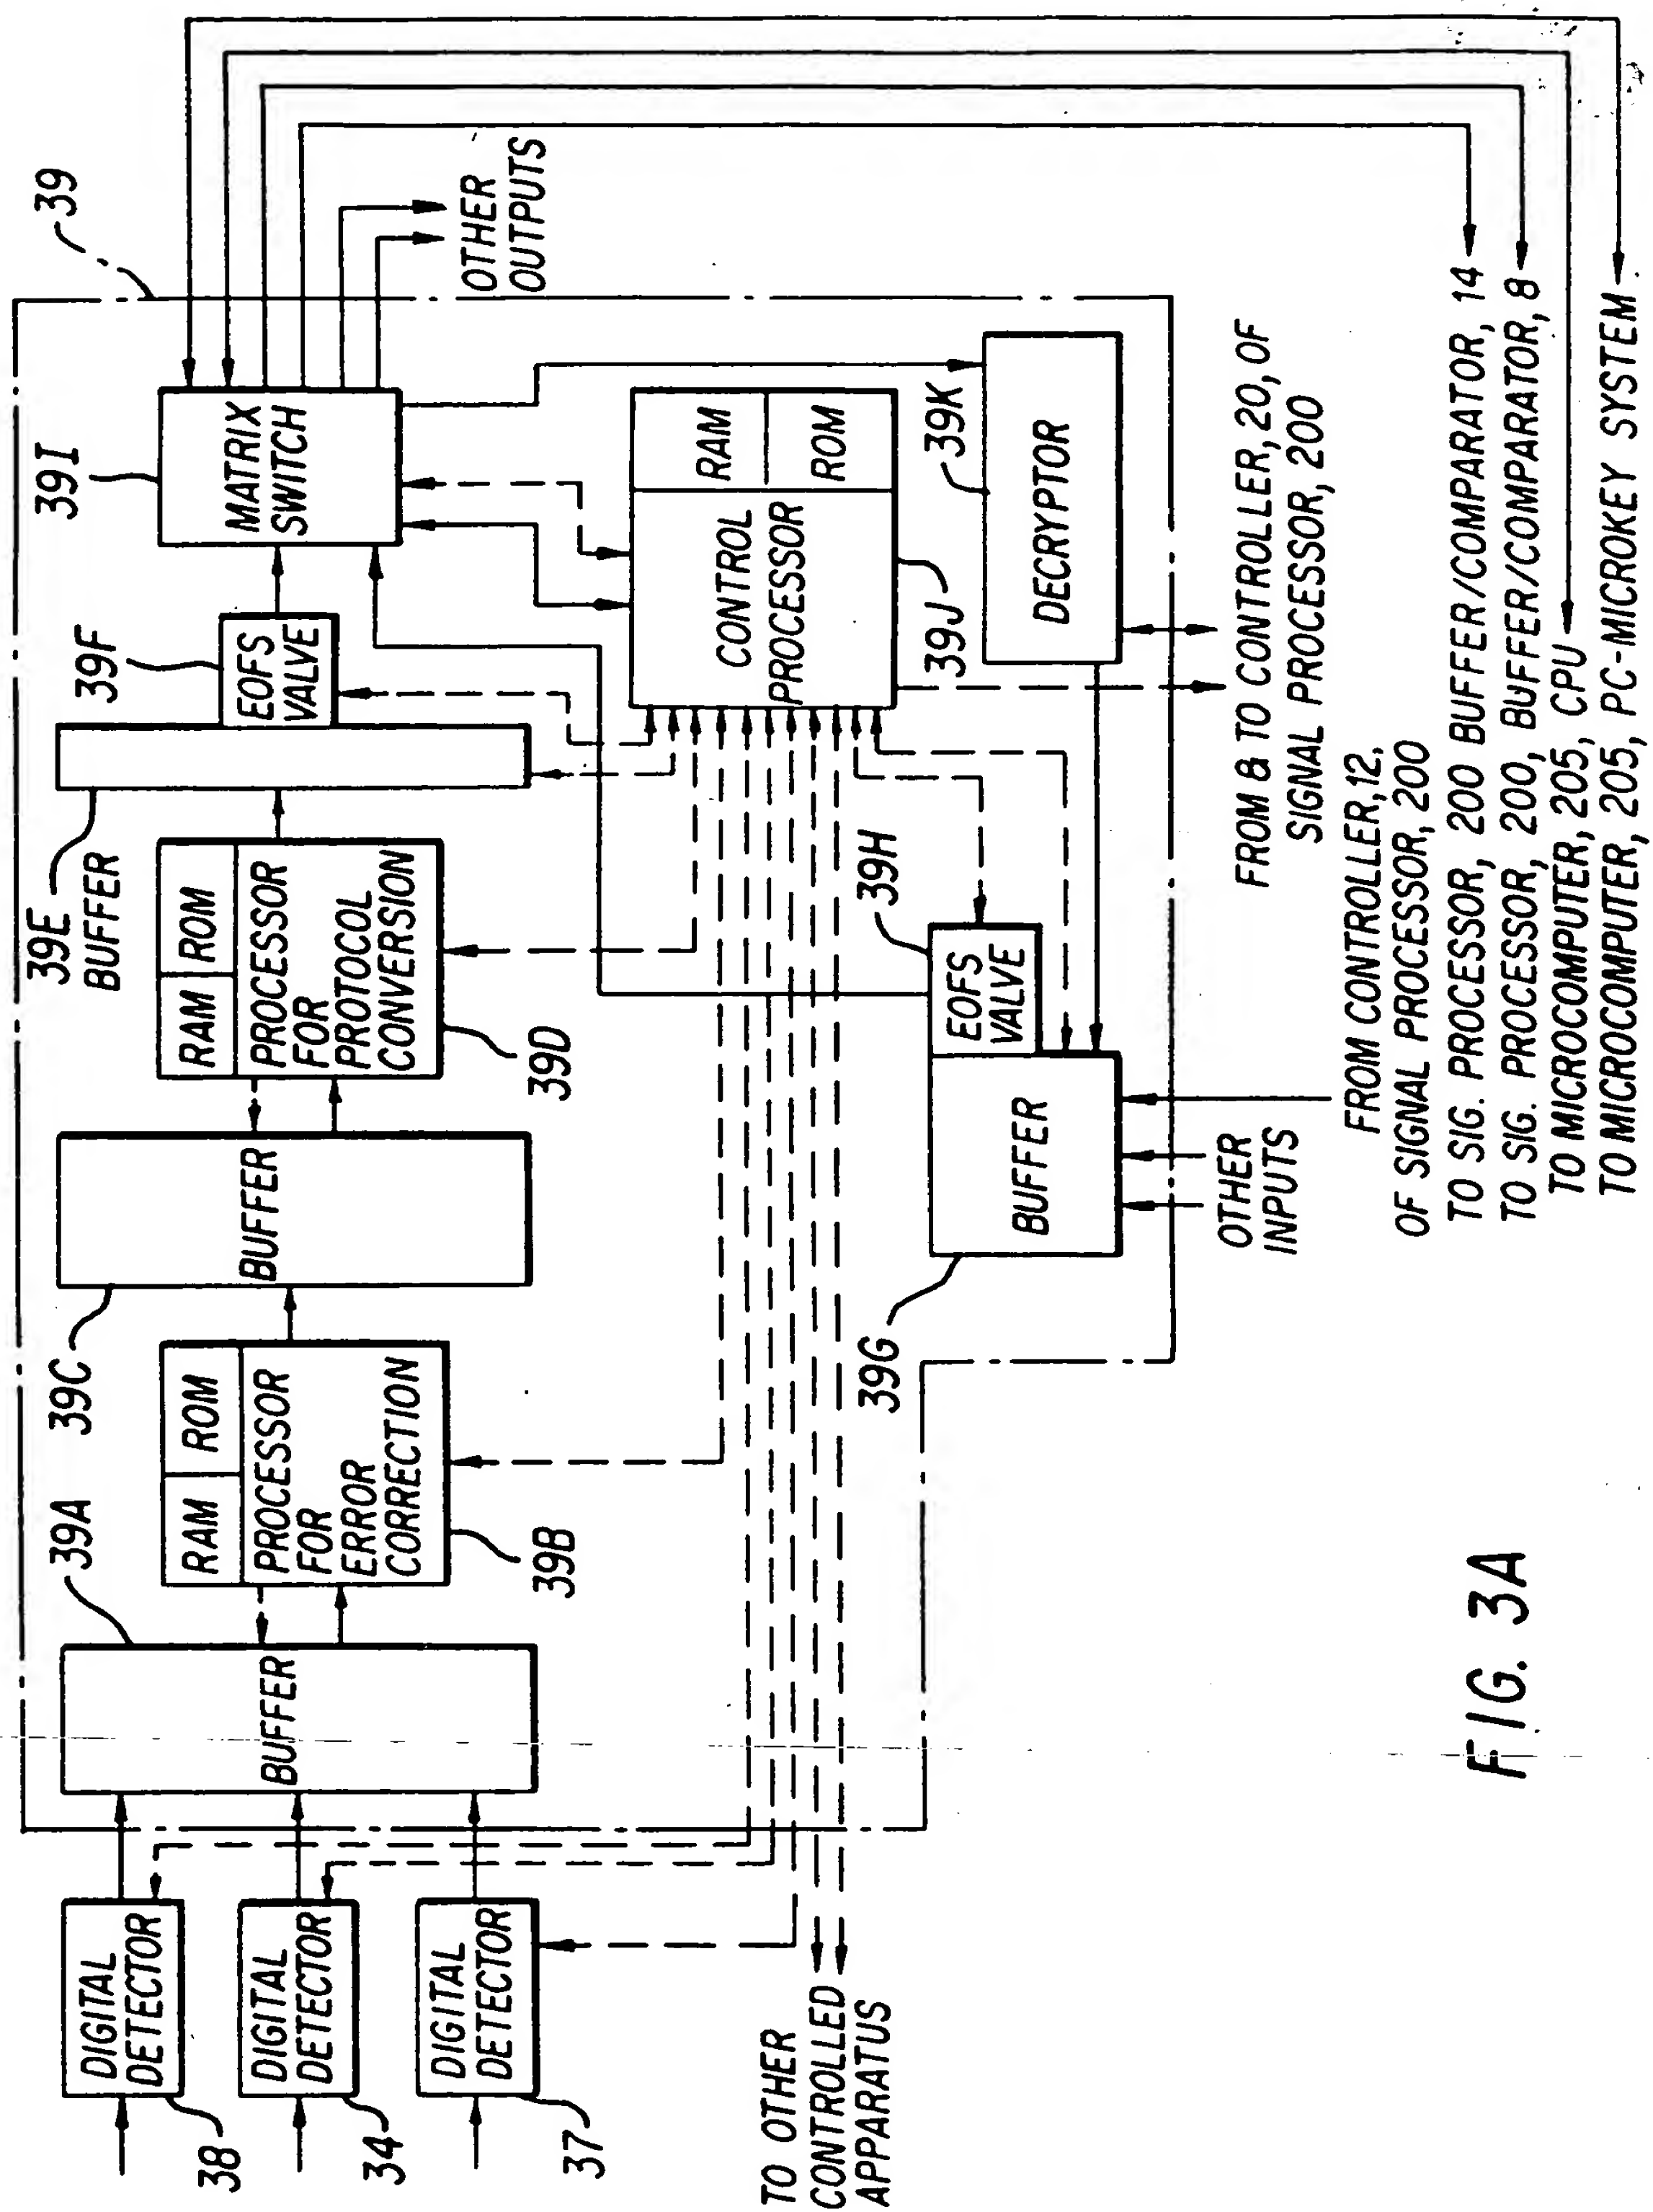 39
38
DIGITAL
DETECTOR
34
DIGITAL
DETECTOR
37
DIGITAL
DETECTOR
39A
BUFFER
RAM
ROM
PROCESSOR
FOR
ERROR
CORRECTION
39B
39C
BUFFER
RAM
ROM
PROCESSOR
FOR
PROTOCOL
CONVERSION
39D
39E
BUFFER
39F
EOFS
VALVE
39I
MATRIX
SWITCH
OTHER
OUTPUTS
CONTROL
PROCESSOR
RAM
ROM
39J
39K
DECRYPTOR
39H
EOFS
VALVE
39G
BUFFER
OTHER
INPUTS
TO OTHER
CONTROLLED
APPARATUS
FROM & TO CONTROLLER, 20, OF
SIGNAL PROCESSOR, 200
FROM CONTROLLER, 12,
OF SIGNAL PROCESSOR, 200
TO SIG. PROCESSOR, 200 BUFFER/COMPARATOR, 14
TO SIG. PROCESSOR, 200, BUFFER/COMPARATOR, 8
TO MICROCOMPUTER, 205, CPU
TO MICROCOMPUTER, 205, PC-MICROKEY SYSTEM
FIG. 3A